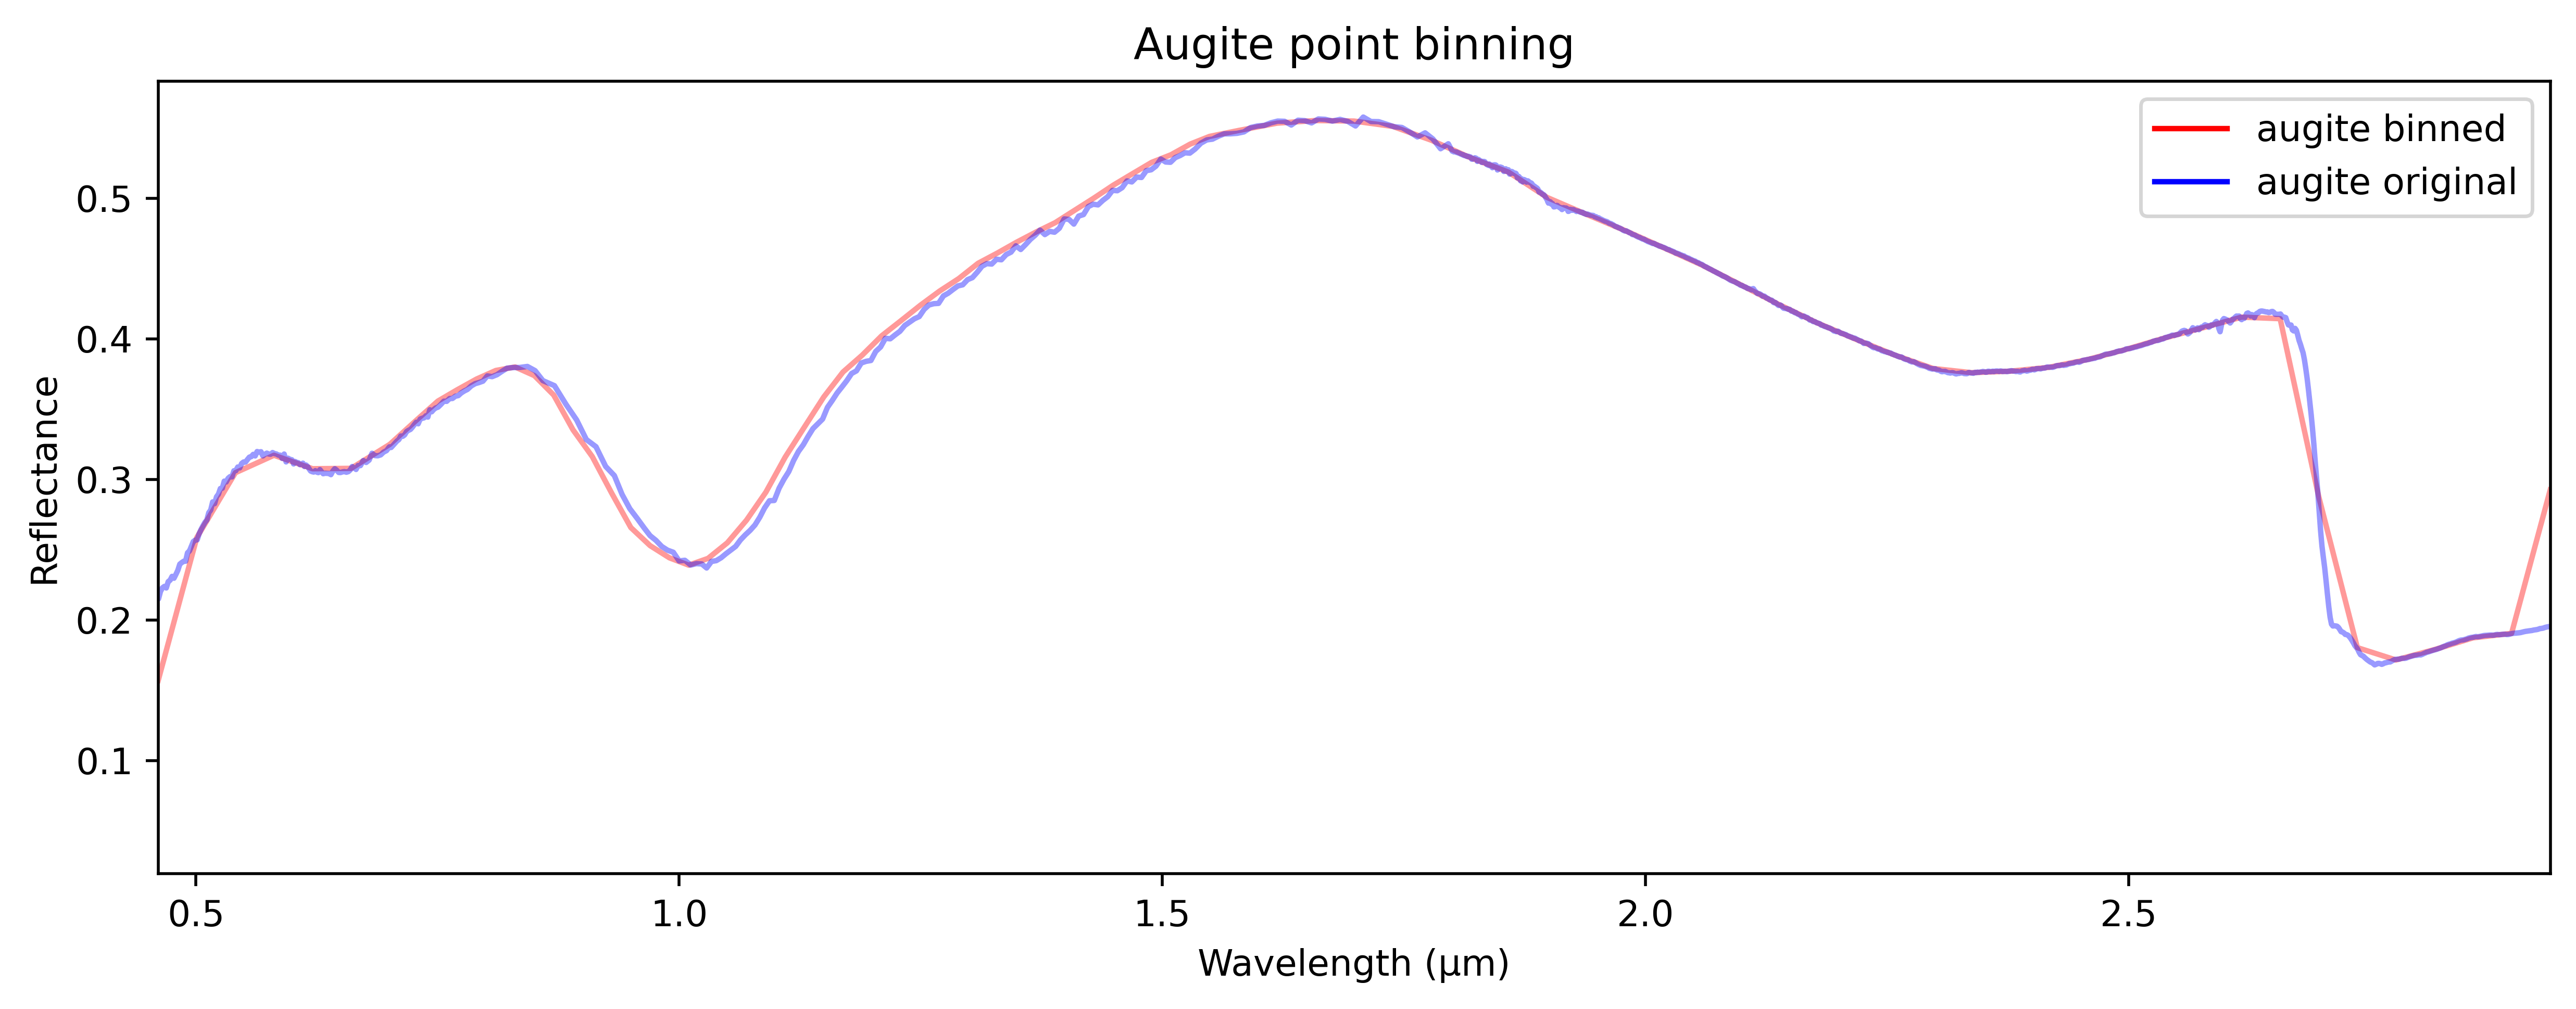 Augite point binning
augite binned
augite original
Reflectance
0.5
0.4
0.3
0.2
0.1
0.5 1.0 1.5 2.0 2.5
Wavelength (μm)